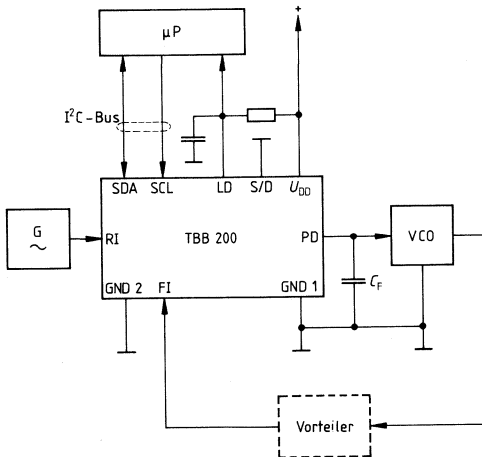 +
µP
I²C-Bus
SDA SCL LD S/D U_DD
G
~
RI
TBB 200
PD
VCO
GND 2 FI
GND 1
C_F
Vorteiler